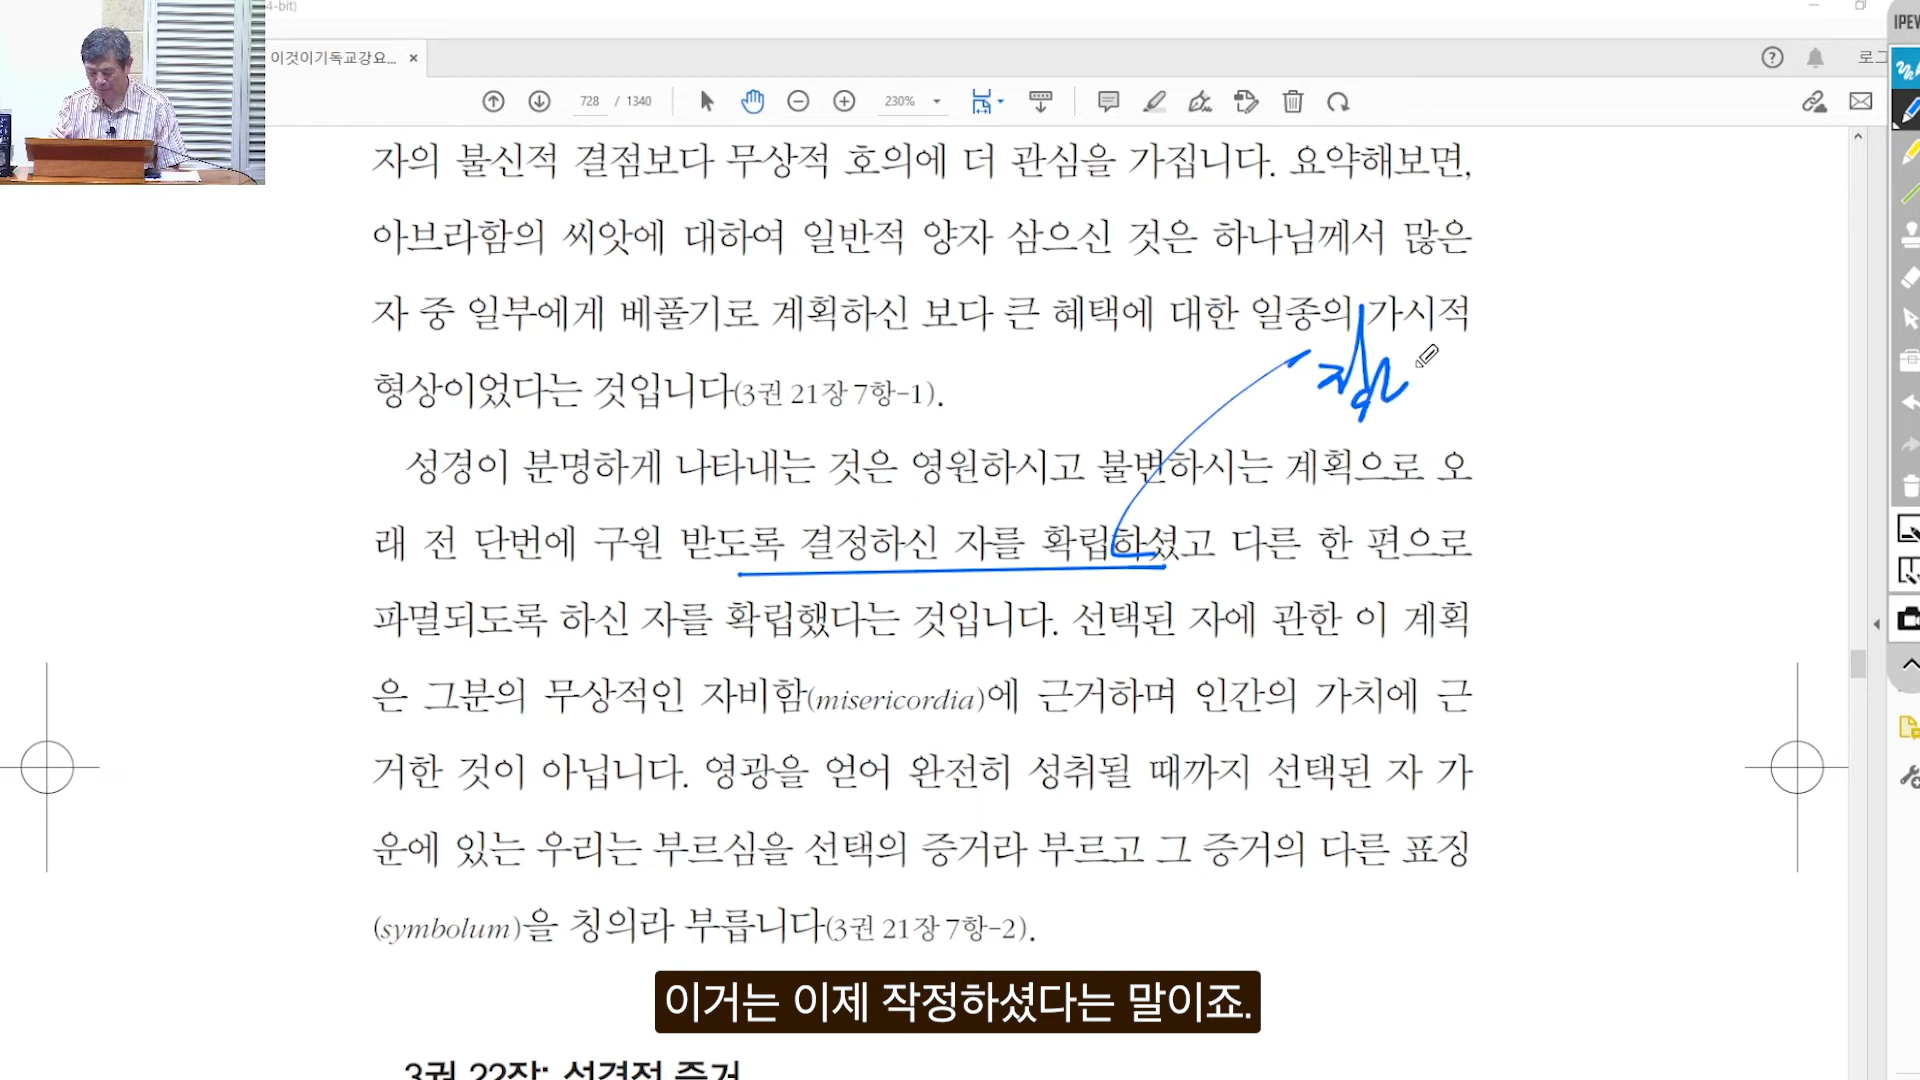 4-bit)
IPEV
이것이기독교강요... ×
로그
728 / 1340
230%
자의 불신적 결점보다 무상적 호의에 더 관심을 가집니다. 요약해보면,
아브라함의 씨앗에 대하여 일반적 양자 삼으신 것은 하나님께서 많은
자 중 일부에게 베풀기로 계획하신 보다 큰 혜택에 대한 일종의 가시적
형상이었다는 것입니다(3권 21장 7항-1).
성경이 분명하게 나타내는 것은 영원하시고 불변하시는 계획으로 오
래 전 단번에 구원 받도록 결정하신 자를 확립하셨고 다른 한 편으로
파멸되도록 하신 자를 확립했다는 것입니다. 선택된 자에 관한 이 계획
은 그분의 무상적인 자비함(misericordia)에 근거하며 인간의 가치에 근
거한 것이 아닙니다. 영광을 얻어 완전히 성취될 때까지 선택된 자 가
운에 있는 우리는 부르심을 선택의 증거라 부르고 그 증거의 다른 표징
(symbolum)을 칭의라 부릅니다(3권 21장 7항-2).
이거는 이제 작정하셨다는 말이죠.
3권 22장: 성경적 증거